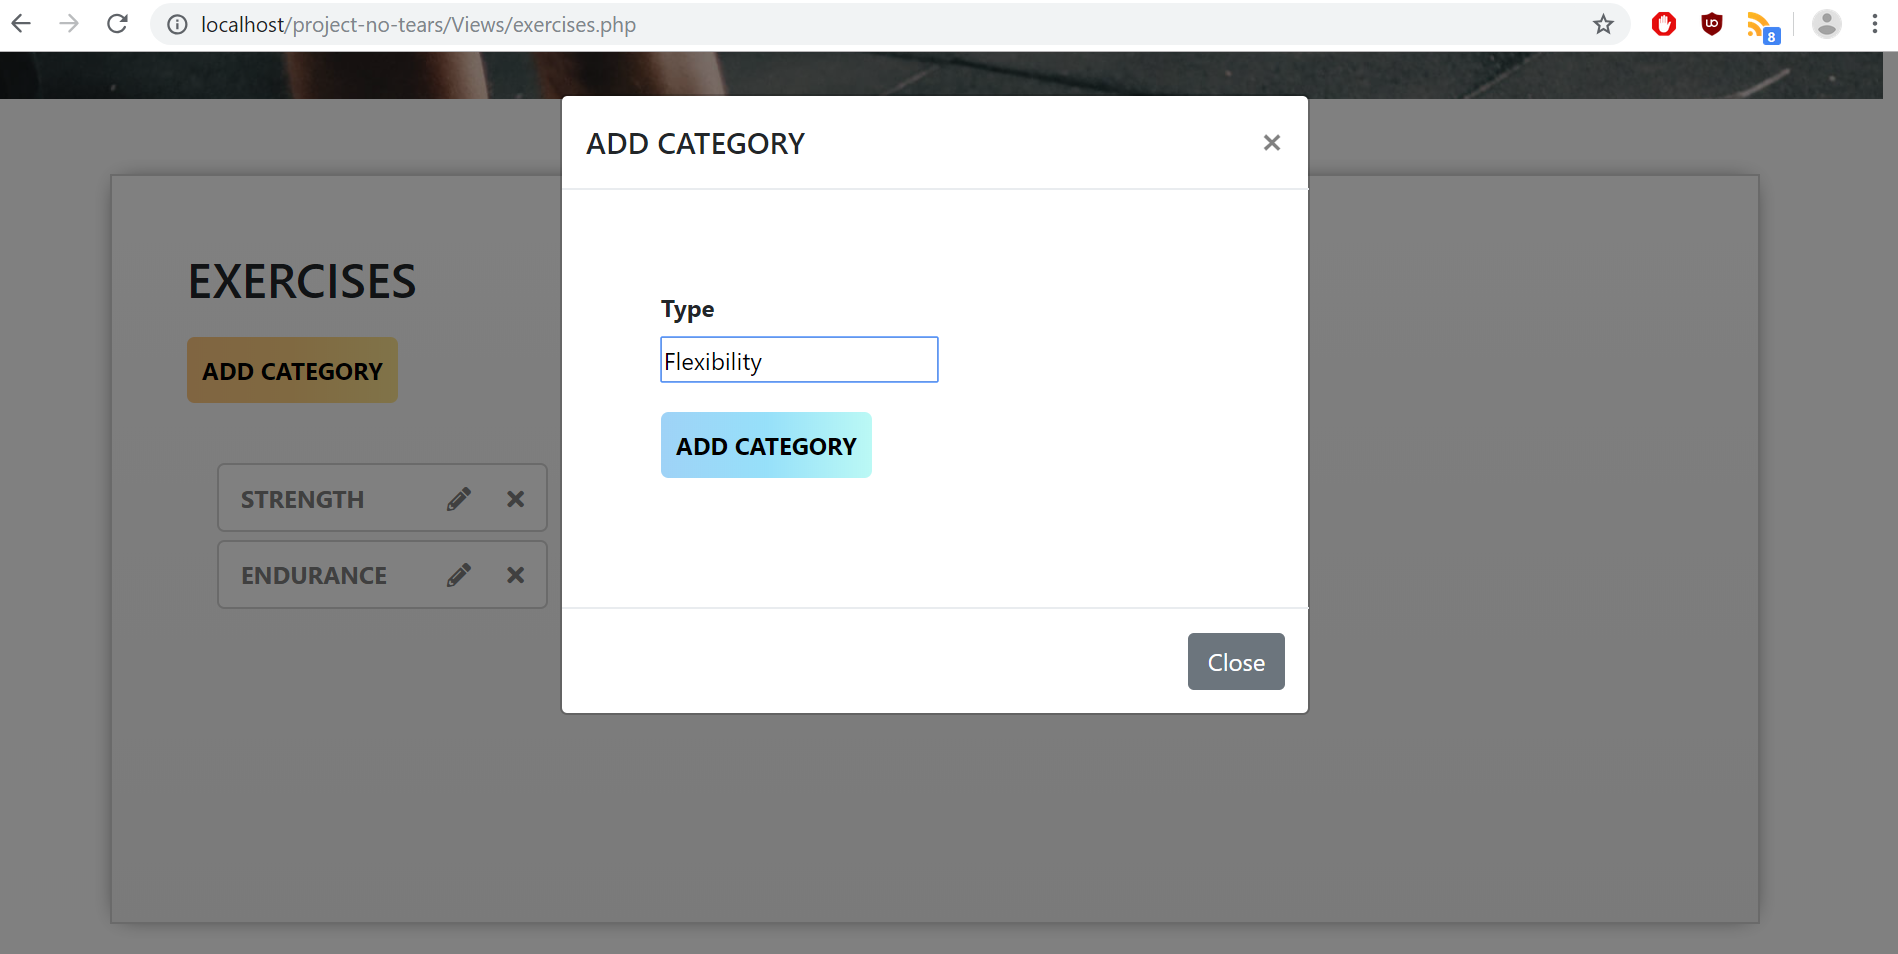 localhost/project-no-tears/Views/exercises.php
8
ADD CATEGORY
EXERCISES
Type
Flexibility
ADD CATEGORY
ADD CATEGORY
STRENGTH
ENDURANCE
Close